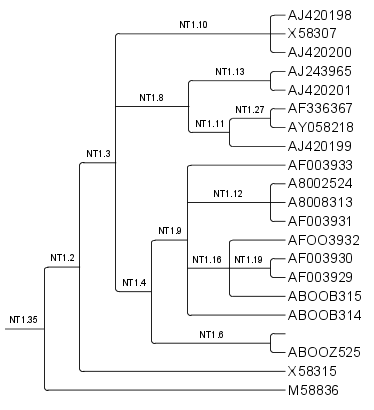 AJ420198
NT1.10
X58307
AJ420200
AJ243965
NT1.13
AJ420201
NT1.8
AF336367
NT1.27
AY058218
NT1.11
AJ420199
NT1.3
AF003933
A8002524
NT1.12
A8008313
AF003931
NT1.9
AFOO3932
AF003930
NT1.16
NT1.19
NT1.2
AF003929
NT1.4
ABOOB315
ABOOB314
NT1.35
NT1.6
ABOOZ525
X58315
M58836